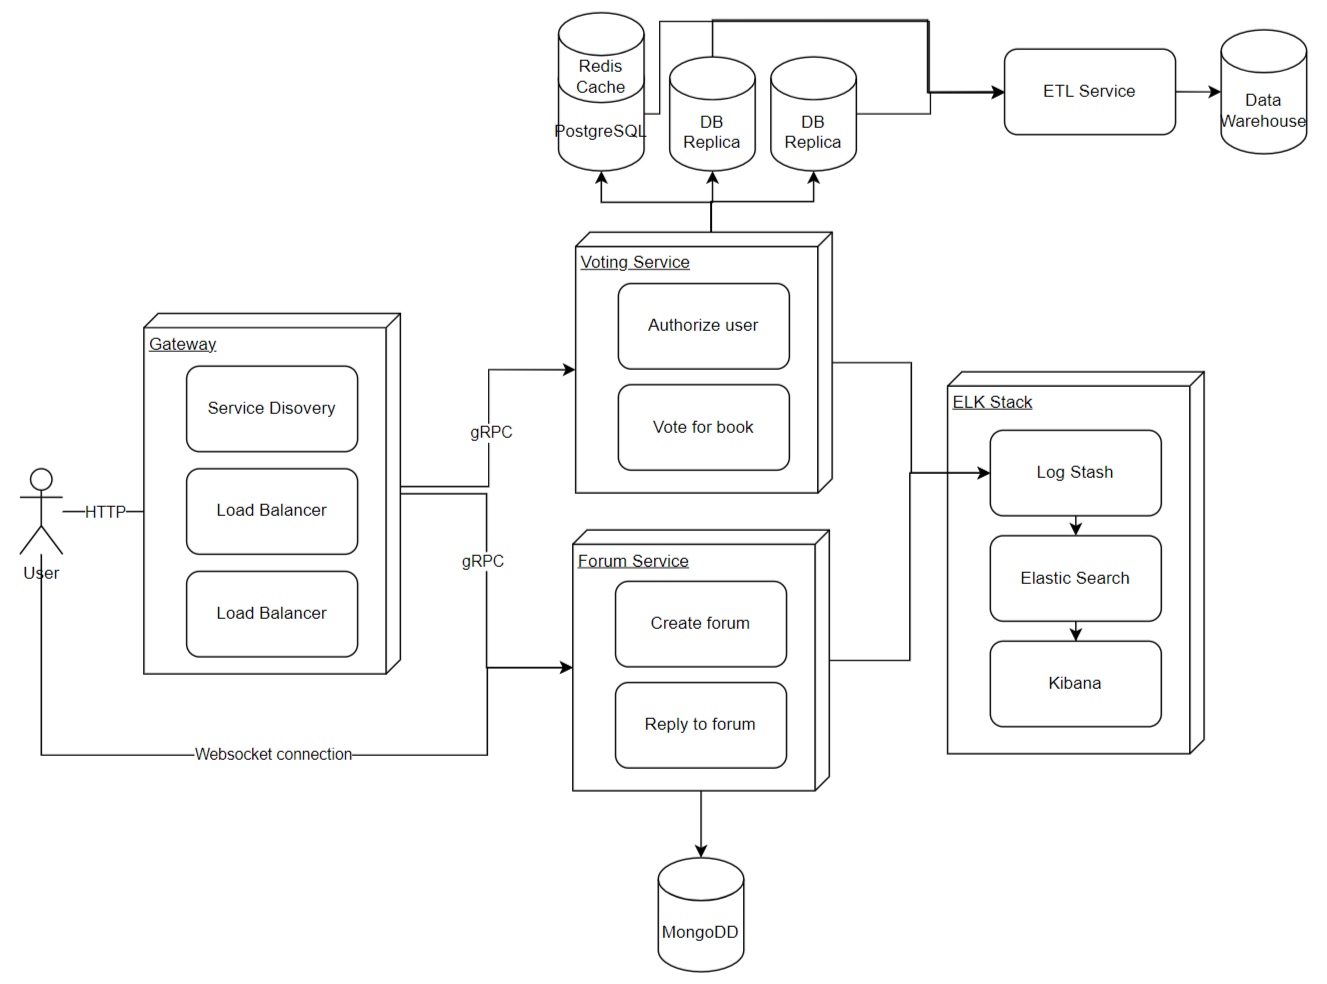 Redis
Cache
PostgreSQL
DB
Replica
DB
Replica
ETL Service
Data
Warehouse
Voting Service
Authorize user
Vote for book
Gateway
Service Disovery
Load Balancer
Load Balancer
HTTP
User
gRPC
gRPC
Websocket connection
Forum Service
Create forum
Reply to forum
MongoDD
ELK Stack
Log Stash
Elastic Search
Kibana